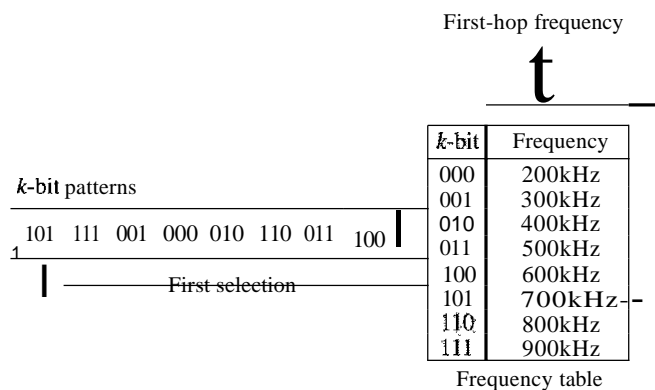 First-hop frequency
t
k-bit Frequency
000 200kHz
k-bit patterns
001 300kHz
010 400kHz
101 111 001 000 010 110 011 100
011 500kHz
1
100 600kHz
First selection
101 700kHz--
110 800kHz
111 900kHz
Frequency table